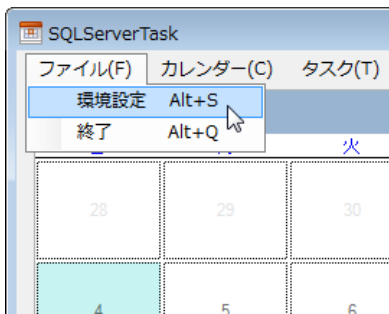 SQLServerTask
ファイル(F) カレンダー(C) タスク(T)
環境設定 Alt+S
終了 Alt+Q
火
28 29 30
4 5 6